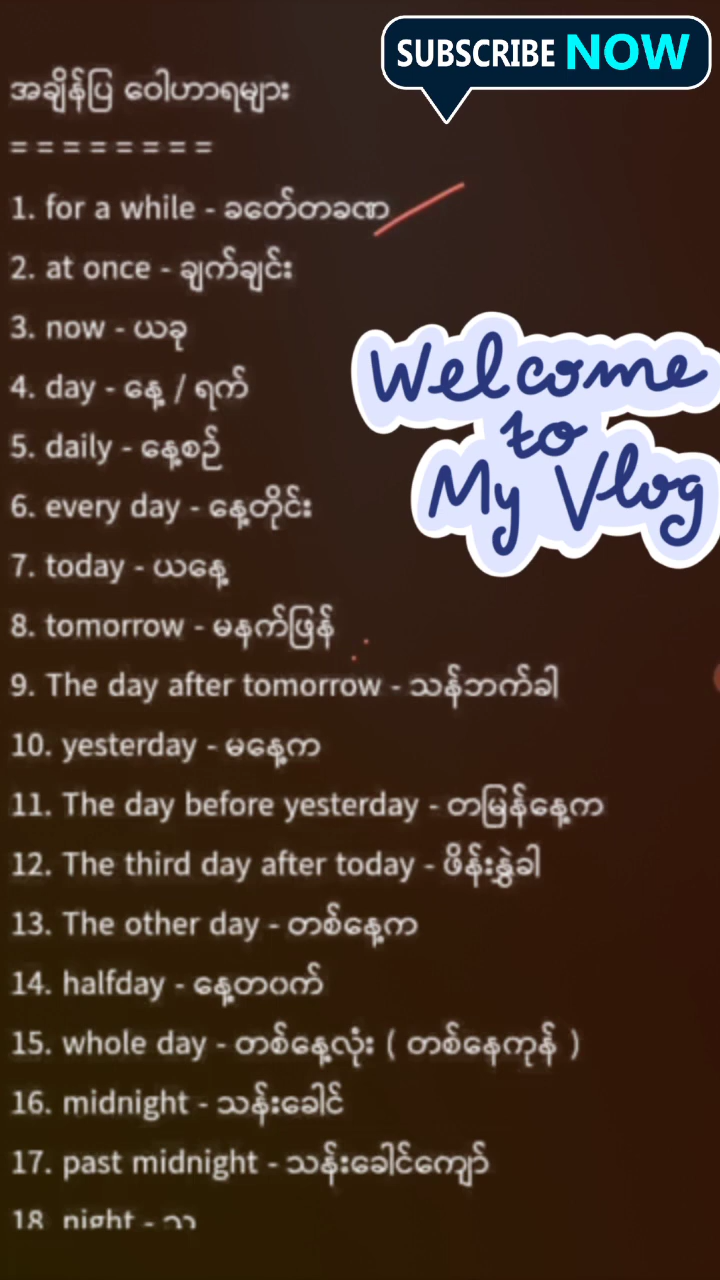 SUBSCRIBE NOW
အချိန်ပြ ဝေါဟာရများ
= = = = = = = =
1. for a while - ခတော်တခဏ
2. at once - ချက်ချင်း
3. now - ယခု
4. day - နေ့ / ရက်
5. daily - နေ့စဉ်
6. every day - နေ့တိုင်း
7. today - ယနေ့
8. tomorrow - မနက်ဖြန်
9. The day after tomorrow - သန်ဘက်ခါ
10. yesterday - မနေ့က
11. The day before yesterday - တမြန်နေ့က
12. The third day after today - ဖိန်းနွှဲခါ
13. The other day - တစ်နေ့က
14. halfday - နေ့တဝက်
15. whole day - တစ်နေ့လုံး ( တစ်နေကုန် )
16. midnight - သန်းခေါင်
17. past midnight - သန်းခေါင်ကျော်
18. night -
Welcome
to
My Vlog